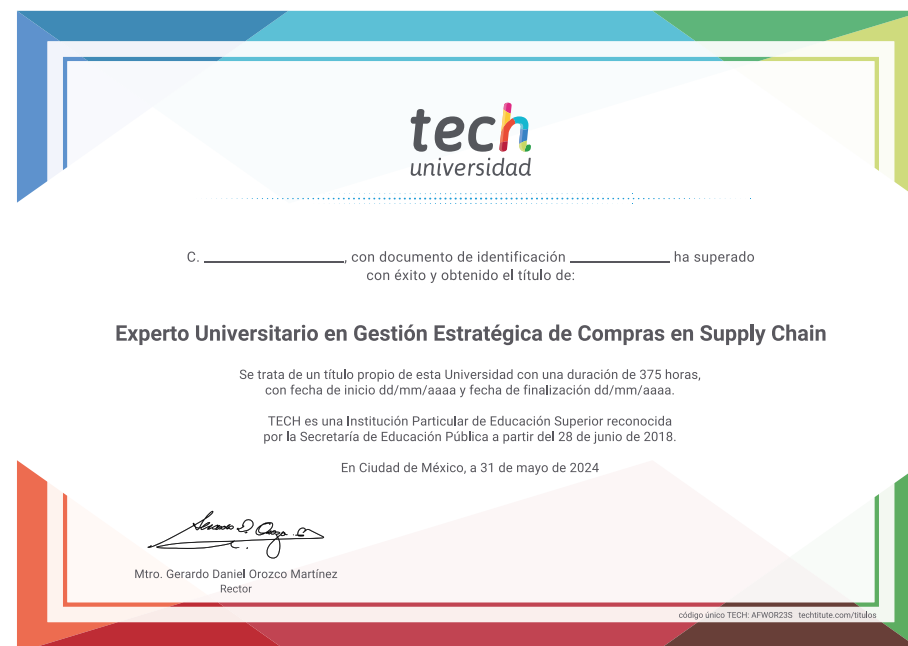 tech
universidad
C. ____________, con documento de identificación ____________ ha superado
con éxito y obtenido el título de:
Experto Universitario en Gestión Estratégica de Compras en Supply Chain
Se trata de un título propio de esta Universidad con una duración de 375 horas,
con fecha de inicio dd/mm/aaaa y fecha de finalización dd/mm/aaaa.
TECH es una Institución Particular de Educación Superior reconocida
por la Secretaría de Educación Pública a partir del 28 de junio de 2018.
En Ciudad de México, a 31 de mayo de 2024
Mtro. Gerardo Daniel Orozco Martínez
Rector
código único TECH: AFWOR23S techtitute.com/titulos